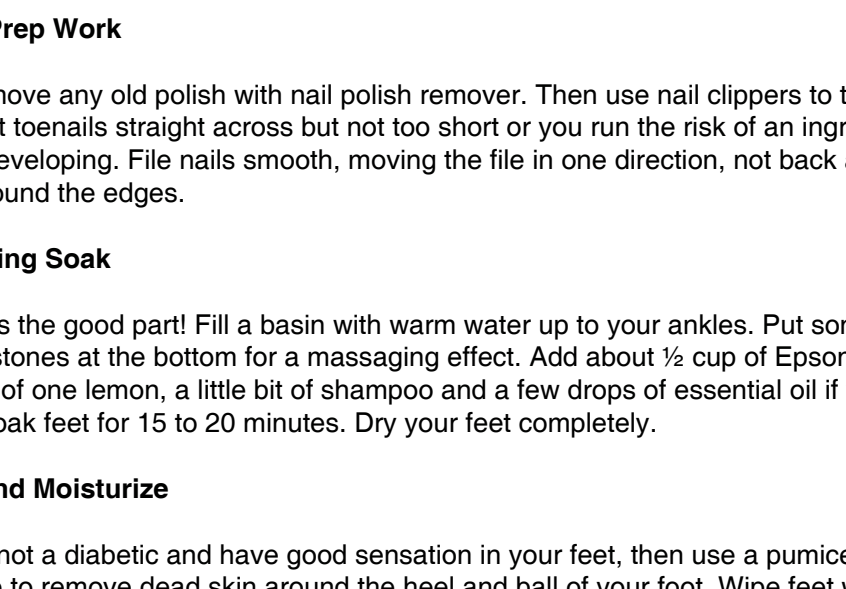 Prep Work
move any old polish with nail polish remover. Then use nail clippers to t
t toenails straight across but not too short or you run the risk of an ingr
eveloping. File nails smooth, moving the file in one direction, not back a
ound the edges.
ing Soak
s the good part! Fill a basin with warm water up to your ankles. Put som
stones at the bottom for a massaging effect. Add about ½ cup of Epsom
of one lemon, a little bit of shampoo and a few drops of essential oil if
oak feet for 15 to 20 minutes. Dry your feet completely.
nd Moisturize
not a diabetic and have good sensation in your feet, then use a pumice
to remove dead skin around the heel and ball of your foot. Wipe feet w